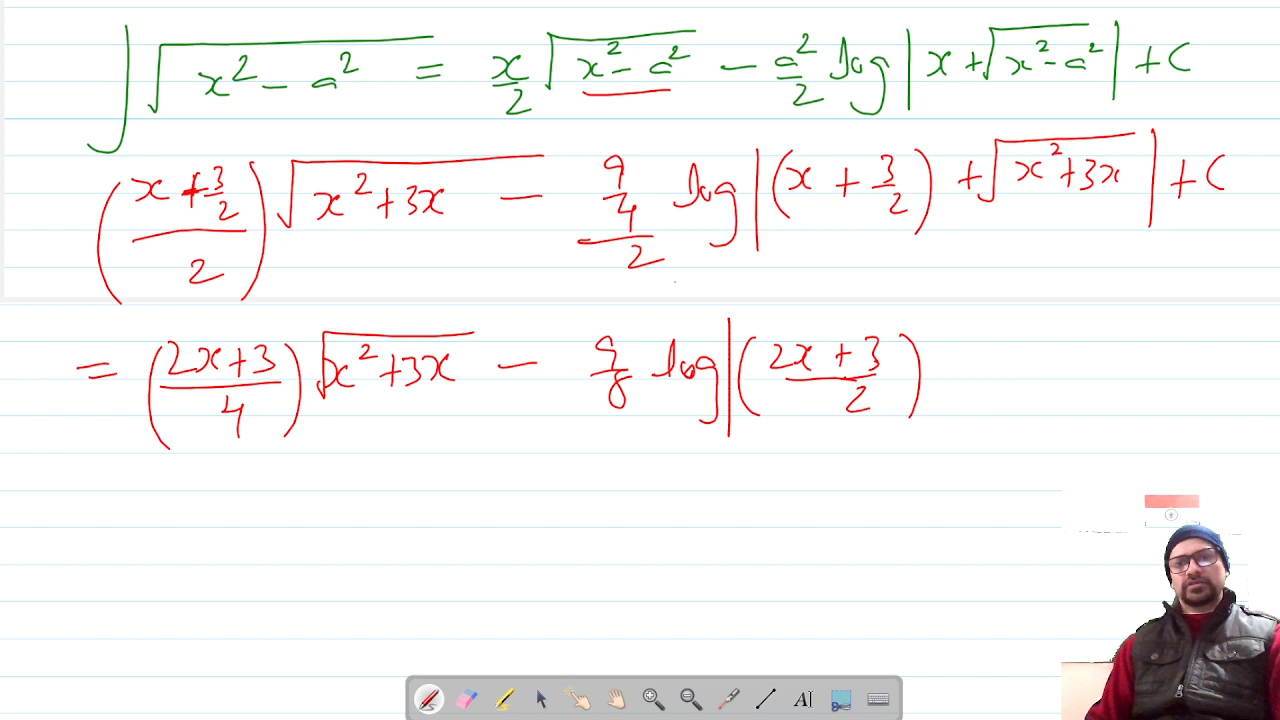 ∫ √(x² - a²) = x/2 √(x² - a²) - a²/2 log | x + √(x² - a²) | + C
((x + 3/2)/2) √(x² + 3x) - (9/4)/2 log | (x + 3/2) + √(x² + 3x) | + C
= ((2x + 3)/4) √(x² + 3x) - 9/8 log | ((2x + 3)/2)
A